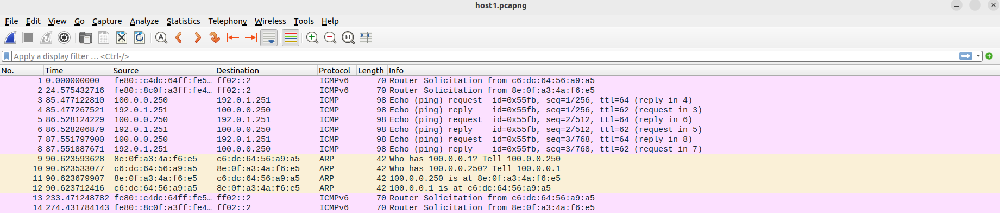 host1.pcapng
File Edit View Go Capture Analyze Statistics Telephony Wireless Tools Help
Apply a display filter … <Ctrl-/>
No. Time Source Destination Protocol Length Info
1 0.000000000 fe80::c4dc:64ff:fe5… ff02::2 ICMPv6 70 Router Solicitation from c6:dc:64:56:a9:a5
2 24.575432716 fe80::8c0f:a3ff:fe4… ff02::2 ICMPv6 70 Router Solicitation from 8e:0f:a3:4a:f6:e5
3 85.477122810 100.0.0.250 192.0.1.251 ICMP 98 Echo (ping) request id=0x55fb, seq=1/256, ttl=64 (reply in 4)
4 85.477267521 192.0.1.251 100.0.0.250 ICMP 98 Echo (ping) reply id=0x55fb, seq=1/256, ttl=62 (request in 3)
5 86.528124229 100.0.0.250 192.0.1.251 ICMP 98 Echo (ping) request id=0x55fb, seq=2/512, ttl=64 (reply in 6)
6 86.528206879 192.0.1.251 100.0.0.250 ICMP 98 Echo (ping) reply id=0x55fb, seq=2/512, ttl=62 (request in 5)
7 87.551797900 100.0.0.250 192.0.1.251 ICMP 98 Echo (ping) request id=0x55fb, seq=3/768, ttl=64 (reply in 8)
8 87.551887671 192.0.1.251 100.0.0.250 ICMP 98 Echo (ping) reply id=0x55fb, seq=3/768, ttl=62 (request in 7)
9 90.623593628 8e:0f:a3:4a:f6:e5 c6:dc:64:56:a9:a5 ARP 42 Who has 100.0.0.1? Tell 100.0.0.250
10 90.623533077 c6:dc:64:56:a9:a5 8e:0f:a3:4a:f6:e5 ARP 42 Who has 100.0.0.250? Tell 100.0.0.1
11 90.623679907 8e:0f:a3:4a:f6:e5 c6:dc:64:56:a9:a5 ARP 42 100.0.0.250 is at 8e:0f:a3:4a:f6:e5
12 90.623712416 c6:dc:64:56:a9:a5 8e:0f:a3:4a:f6:e5 ARP 42 100.0.0.1 is at c6:dc:64:56:a9:a5
13 233.471248782 fe80::c4dc:64ff:fe5… ff02::2 ICMPv6 70 Router Solicitation from c6:dc:64:56:a9:a5
14 274.431784143 fe80::8c0f:a3ff:fe4… ff02::2 ICMPv6 70 Router Solicitation from 8e:0f:a3:4a:f6:e5